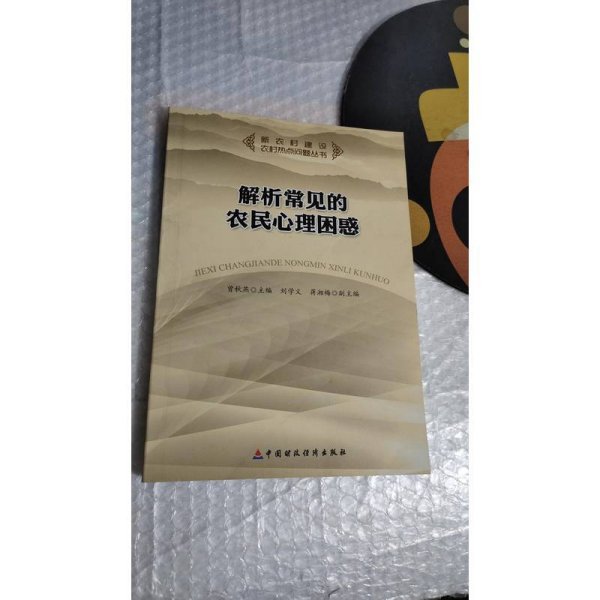 新农村建设
农村热点问题丛书
解析常见的
农民心理困惑
JIEXI CHANGJIANDE NONGMIN XINLI KUNHUO
曾秋燕◎主编 刘学文 蒋湘梅◎副主编
中国财政经济出版社